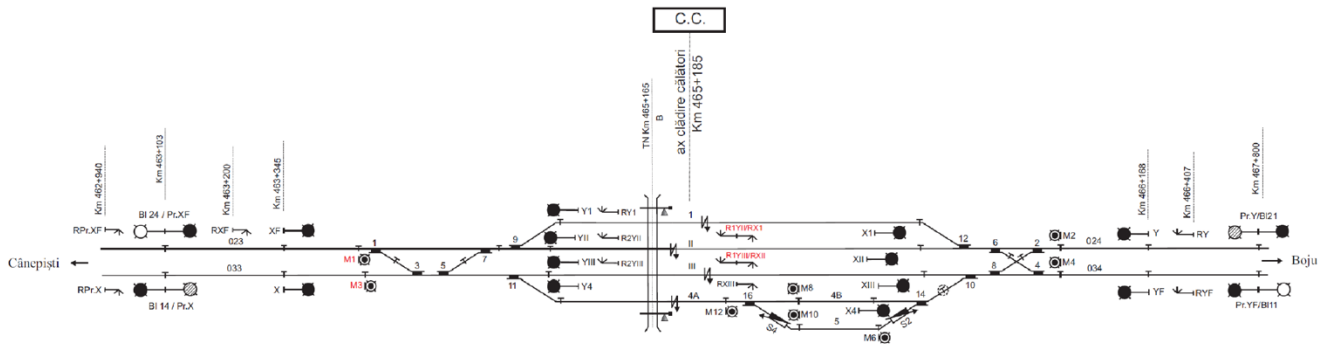 C.C.
ax clădire călători
Km 465+185
TN Km 465+165
B
Km 462+940
Km 463+103
Km 463+200
Km 463+345
Km 466+168
Km 466+407
Km 467+800
RPr.XF
BI 24 / Pr.XF
RXF
XF
Y1
RY1
1
R1YII/RX1
X1
Y
RY
Pr.Y/BI21
023
1
7
9
YII
R2YII
II
XII
12
6
2
M2
024
Cânepiști
M1
3
5
YIII
R2YIII
R1YIII/RXII
M4
Boju
033
M3
11
III
8
4
034
RPr.X
BI 14 / Pr.X
X
Y4
RXIII
M8
XIII
10
YF
RYF
Pr.YF/BI11
4A
16
4B
14
M12
M10
X4
S4
5
S2
M6